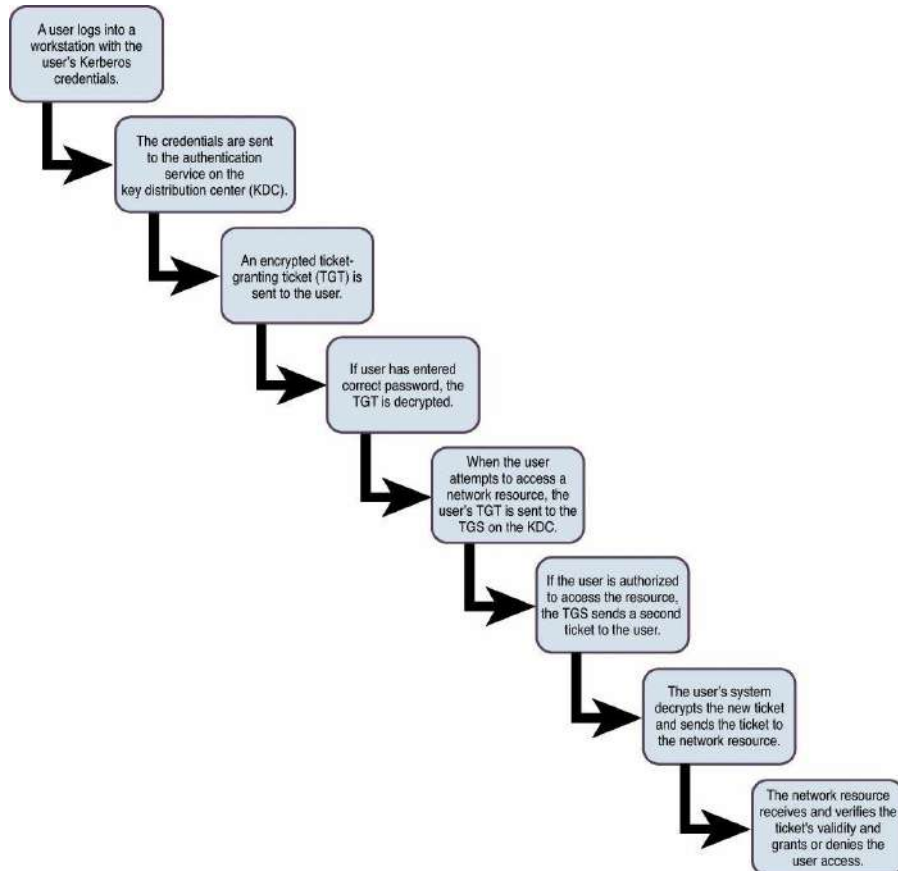 A user logs into a
workstation with the
user's Kerberos
credentials.
The credentials are sent
to the authentication
service on the
key distribution center (KDC).
An encrypted ticket-
granting ticket (TGT) is
sent to the user.
If user has entered
correct password, the
TGT is decrypted.
When the user
attempts to access a
network resource, the
user's TGT is sent to the
TGS on the KDC.
If the user is authorized
to access the resource,
the TGS sends a second
ticket to the user.
The user's system
decrypts the new ticket
and sends the ticket to
the network resource.
The network resource
receives and verifies the
ticket's validity and
grants or denies the
user access.